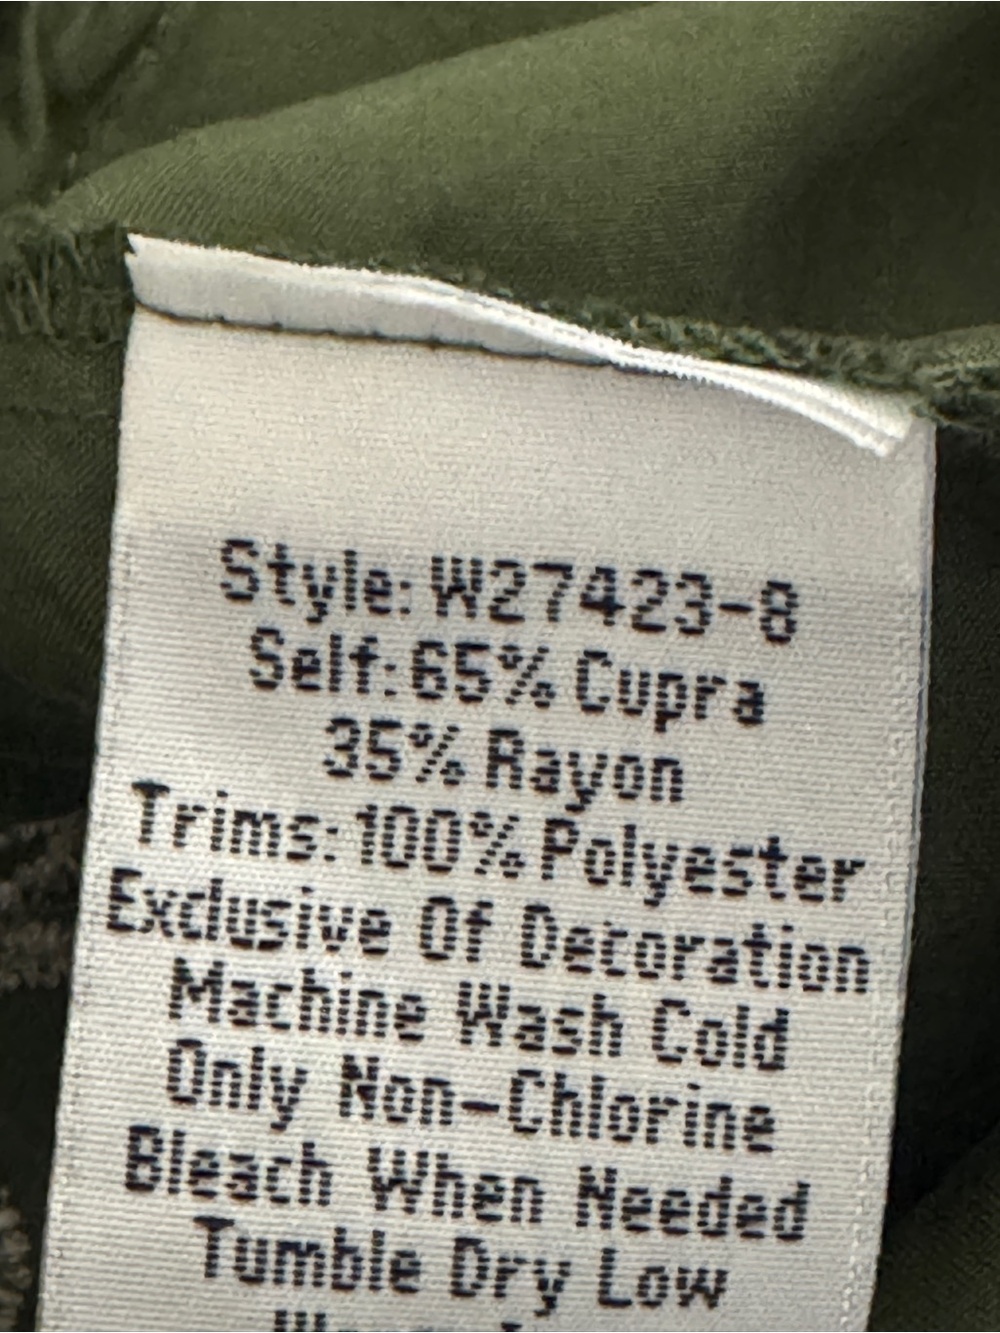 Style: W27423-8
Self: 65% Cupra
35% Rayon
Trims: 100% Polyester
Exclusive Of Decoration
Machine Wash Cold
Only Non-Chlorine
Bleach When Needed
Tumble Dry Low